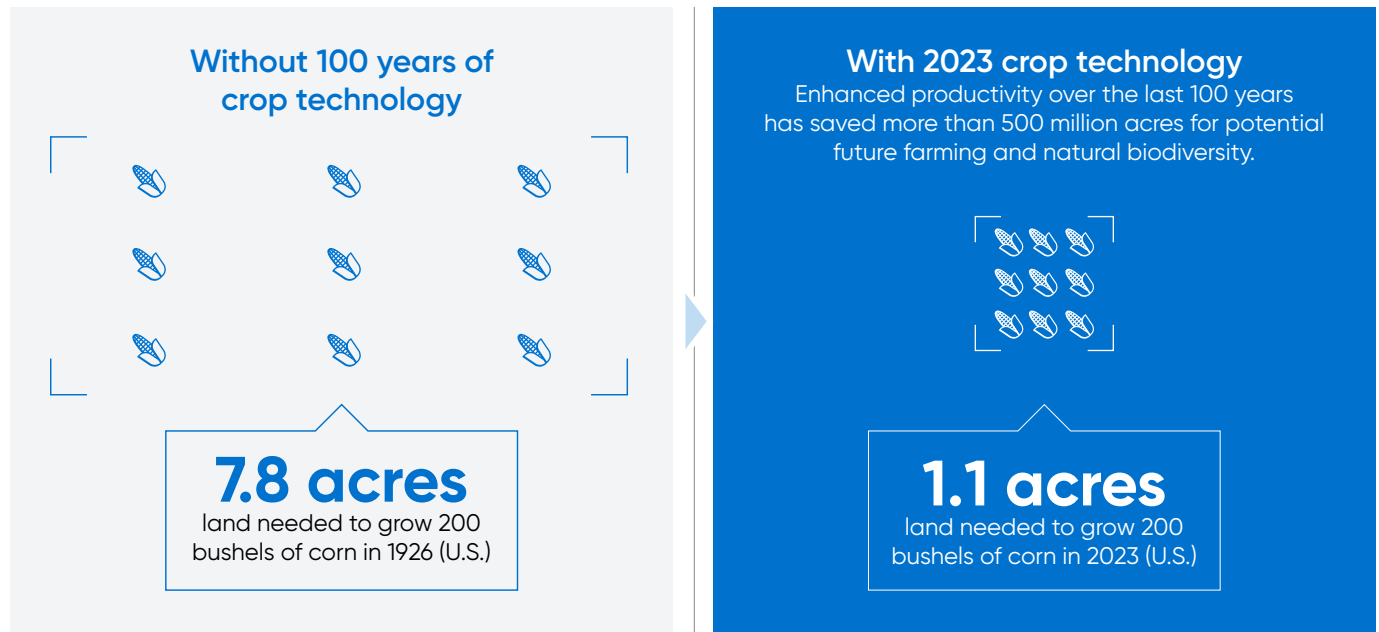 Without 100 years of
crop technology
7.8 acres
land needed to grow 200
bushels of corn in 1926 (U.S.)
With 2023 crop technology
Enhanced productivity over the last 100 years
has saved more than 500 million acres for potential
future farming and natural biodiversity.
1.1 acres
land needed to grow 200
bushels of corn in 2023 (U.S.)